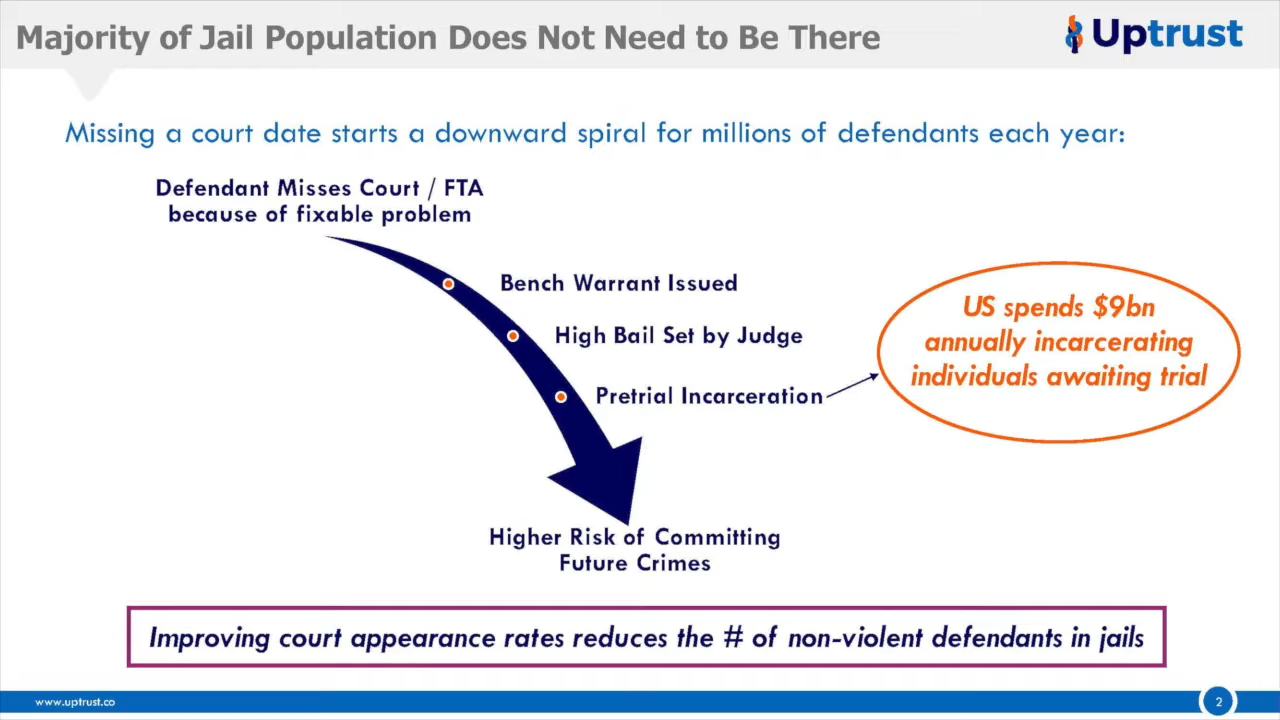 Majority of Jail Population Does Not Need to Be There
Uptrust
Missing a court date starts a downward spiral for millions of defendants each year:
Defendant Misses Court / FTA
because of fixable problem
Bench Warrant Issued
High Bail Set by Judge
Pretrial Incarceration
US spends $9bn
annually incarcerating
individuals awaiting trial
Higher Risk of Committing
Future Crimes
Improving court appearance rates reduces the # of non-violent defendants in jails
www.uptrust.co
2